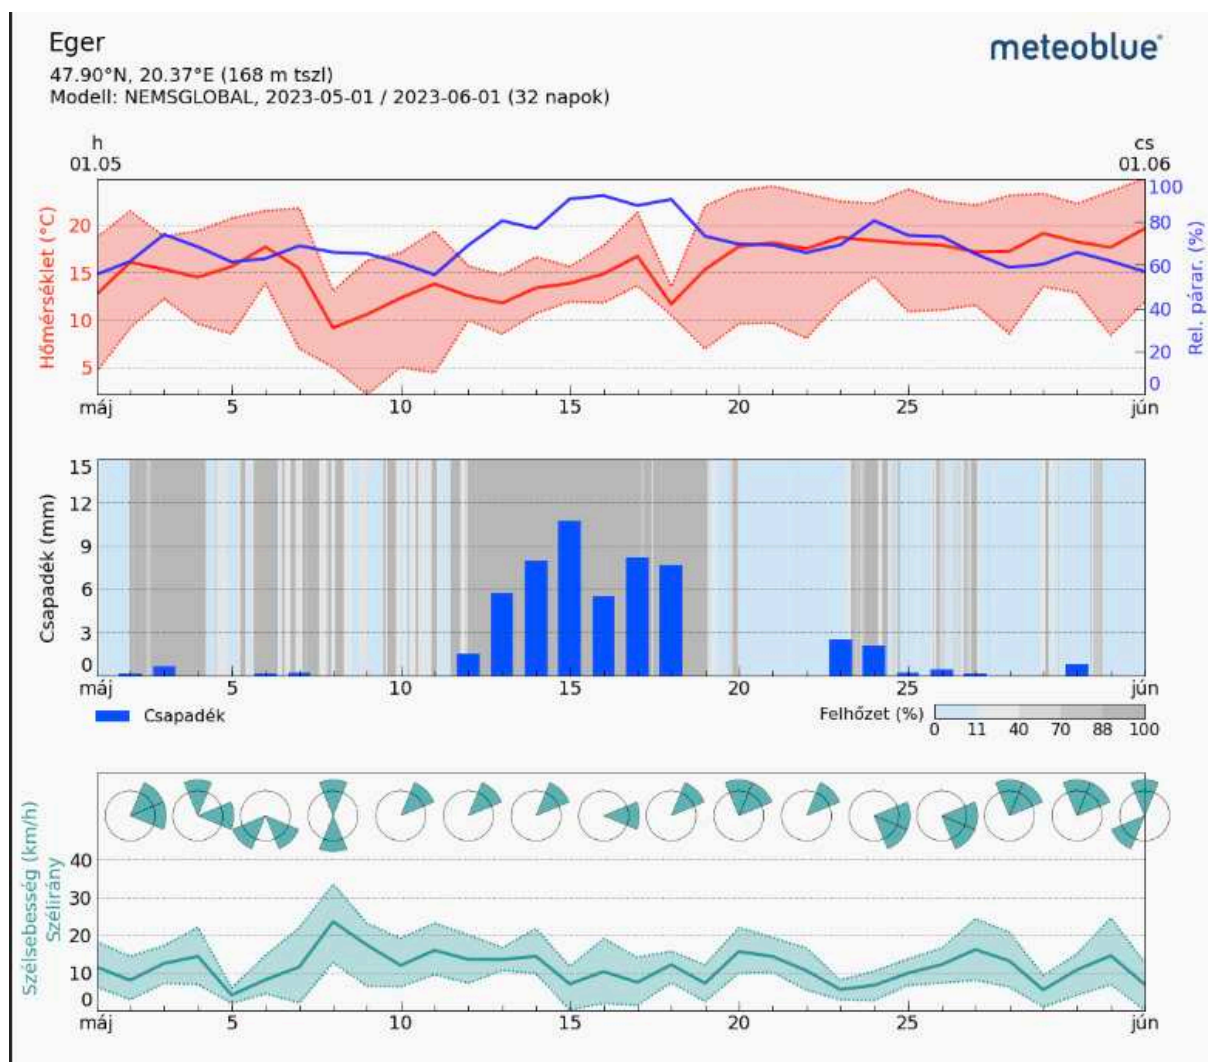 Eger
meteoblue
47.90°N, 20.37°E (168 m tszl)
Modell: NEMSGLOBAL, 2023-05-01 / 2023-06-01 (32 napok)
h
01.05
cs
01.06
Hőmérséklet (°C)
20
15
10
5
100
80
60
40
20
0
Rel. párar. (%)
máj 5 10 15 20 25 jún
Csapadék (mm)
15
12
9
6
3
0
máj 5 10 15 20 25 jún
Csapadék
Felhőzet (%)
0 11 40 70 88 100
Szélsebesség (km/h)
Szélirány
40
30
20
10
0
máj 5 10 15 20 25 jún